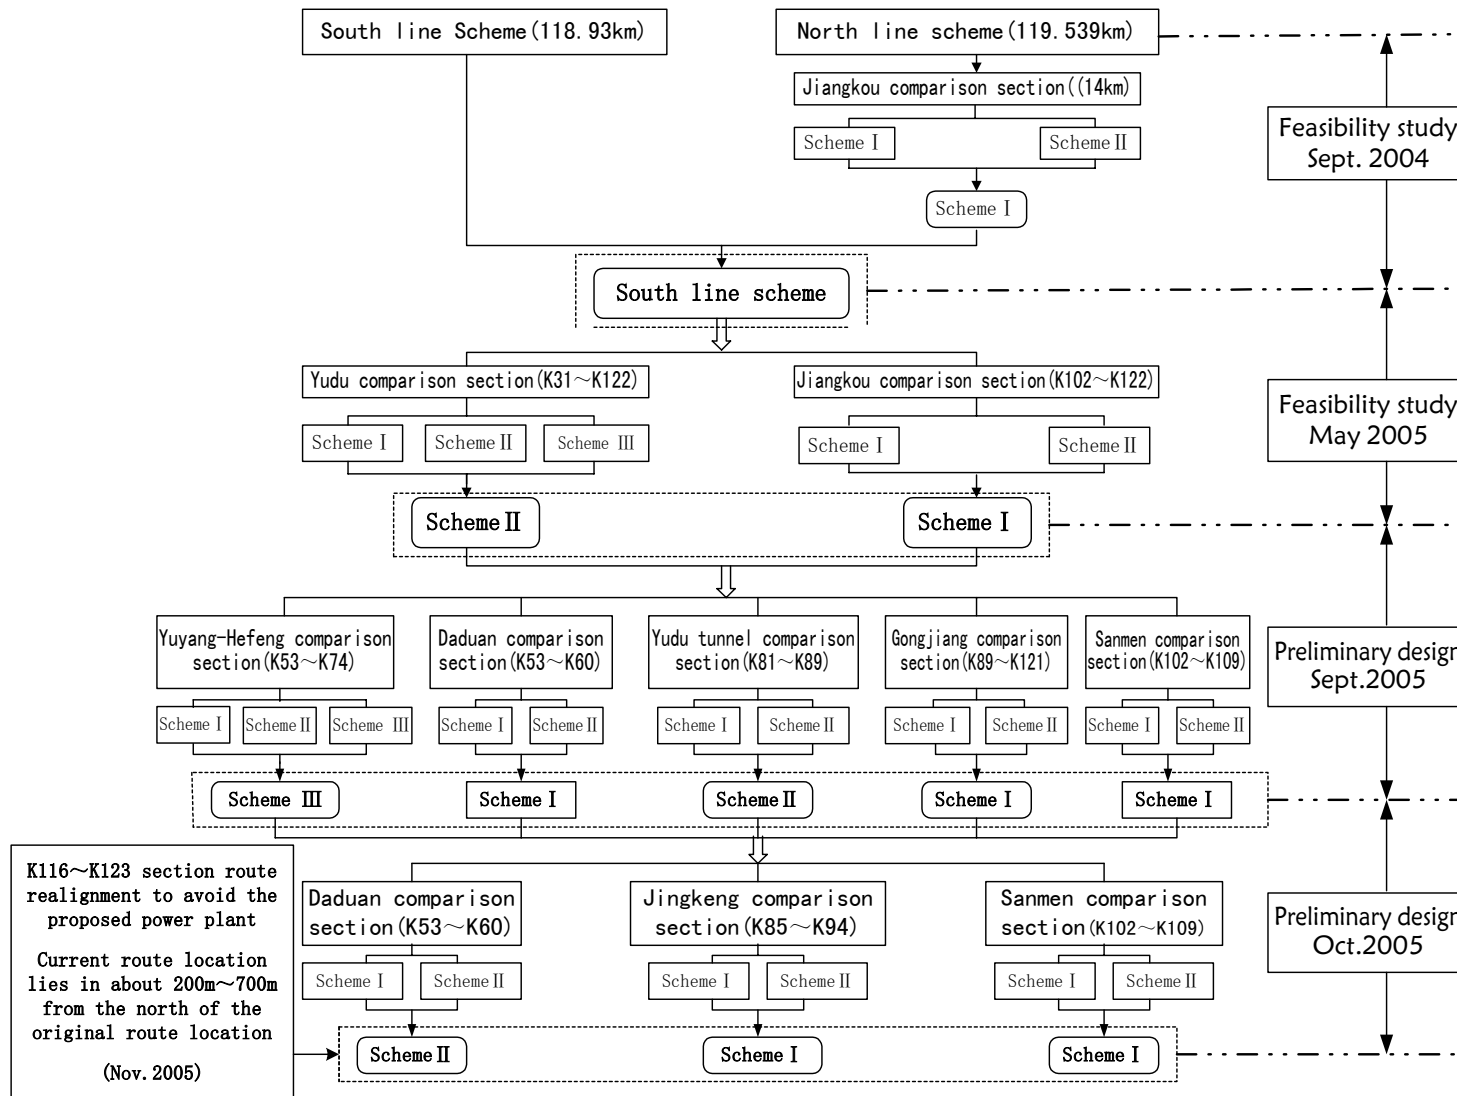 South line Scheme(118.93km)
North line scheme(119.539km)
Jiangkou comparison section((14km)
Scheme Ⅰ
Scheme Ⅱ
Scheme Ⅰ
Feasibility study
Sept. 2004
South line scheme
Yudu comparison section(K31～K122)
Jiangkou comparison section(K102～K122)
Scheme Ⅰ
Scheme Ⅱ
Scheme Ⅲ
Scheme Ⅰ
Scheme Ⅱ
Feasibility study
May 2005
Scheme Ⅱ
Scheme Ⅰ
Yuyang-Hefeng comparison
section(K53～K74)
Daduan comparison
section(K53～K60)
Yudu tunnel comparison
section(K81～K89)
Gongjiang comparison
section(K89～K121)
Sanmen comparison
section(K102～K109)
Preliminary design
Sept.2005
Scheme Ⅰ
Scheme Ⅱ
Scheme Ⅲ
Scheme Ⅰ
Scheme Ⅱ
Scheme Ⅰ
Scheme Ⅱ
Scheme Ⅰ
Scheme Ⅱ
Scheme Ⅰ
Scheme Ⅱ
Scheme Ⅲ
Scheme Ⅰ
Scheme Ⅱ
Scheme Ⅰ
Scheme Ⅰ
K116～K123 section route
realignment to avoid the
proposed power plant
Current route location
lies in about 200m～700m
from the north of the
original route location
(Nov.2005)
Daduan comparison
section(K53～K60)
Jingkeng comparison
section(K85～K94)
Sanmen comparison
section(K102～K109)
Preliminary design
Oct.2005
Scheme Ⅰ
Scheme Ⅱ
Scheme Ⅰ
Scheme Ⅱ
Scheme Ⅰ
Scheme Ⅱ
Scheme Ⅱ
Scheme Ⅰ
Scheme Ⅰ